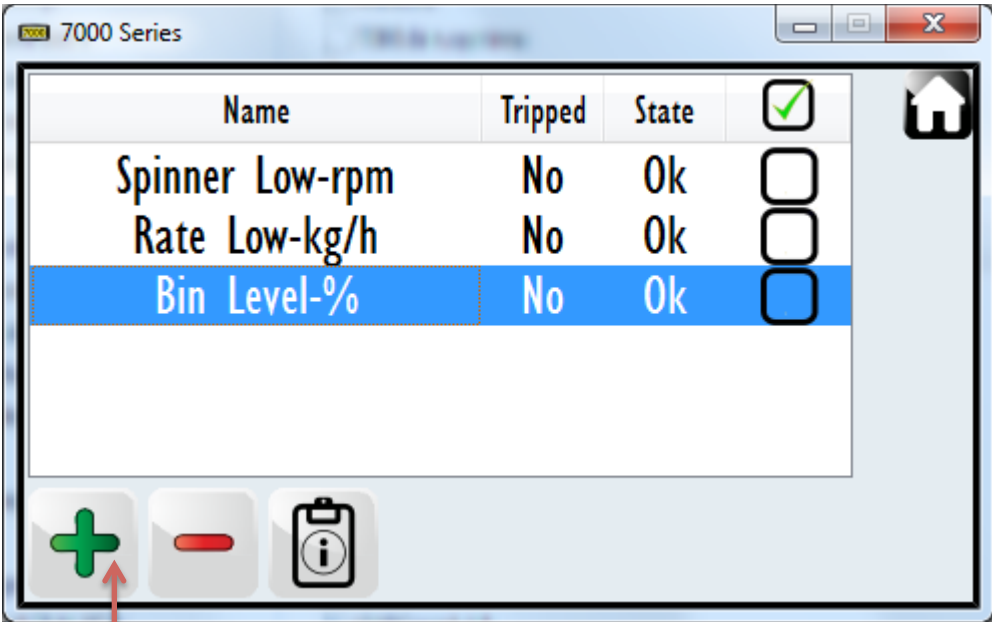 7000 7000 Series
Name Tripped State
Spinner Low-rpm No Ok
Rate Low-kg/h No Ok
Bin Level-% No Ok
i